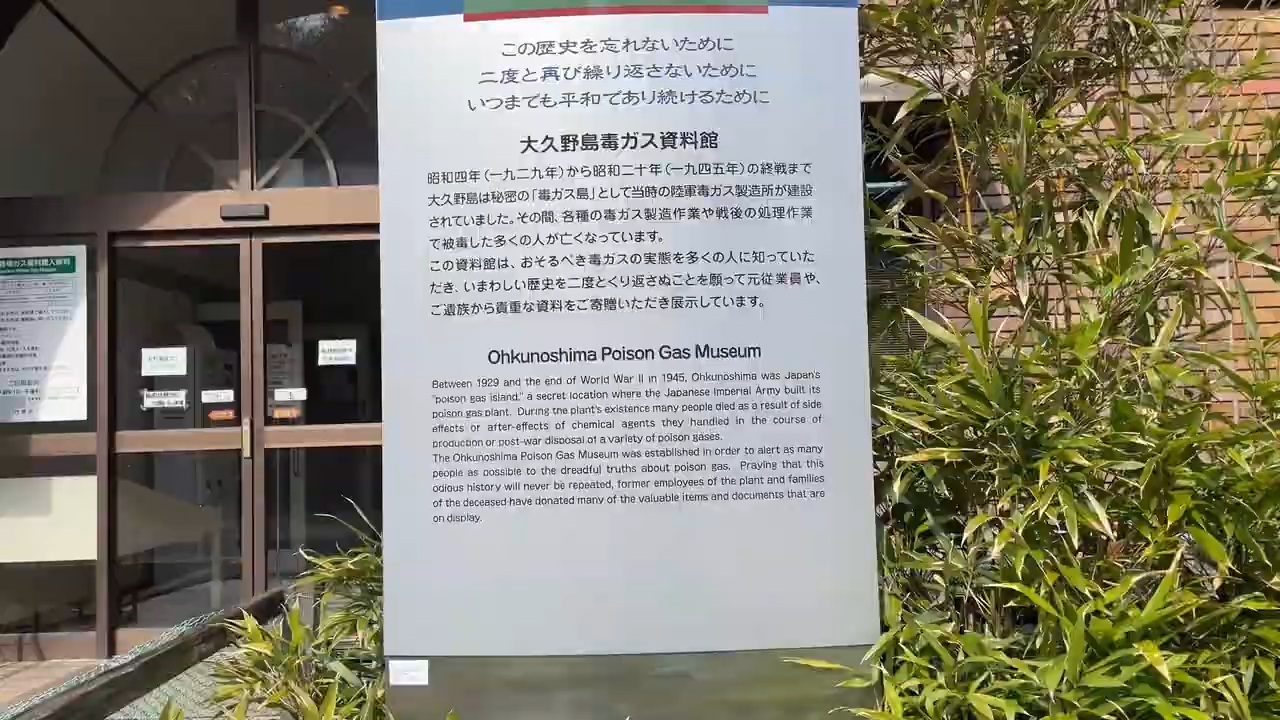 この歴史を忘れないために
二度と再び繰り返さないために
いつまでも平和であり続けるために
大久野島毒ガス資料館
昭和四年(一九二九年)から昭和二十年(一九四五年)の終戦まで
大久野島は秘密の「毒ガス島」として当時の陸軍毒ガス製造所が建設
されていました。その間、各種の毒ガス製造作業や戦後の処理作業
で被毒した多くの人が亡くなっています。
この資料館は、おそるべき毒ガスの実態を多くの人に知っていた
だき、いまわしい歴史を二度とくり返さぬことを願って元従業員や、
ご遺族から貴重な資料をご寄贈いただき展示しています。
Ohkunoshima Poison Gas Museum
Between 1929 and the end of World War II in 1945, Ohkunoshima was Japan's
"poison gas island," a secret location where the Japanese Imperial Army built its
poison gas plant. During the plant's existence many people died as a result of side
effects or after-effects of chemical agents they handled in the course of
production or post-war disposal of a variety of poison gases.
The Ohkunoshima Poison Gas Museum was established in order to alert as many
people as possible to the dreadful truths about poison gas. Praying that this
odious history will never be repeated, former employees of the plant and families
of the deceased have donated many of the valuable items and documents that are
on display.